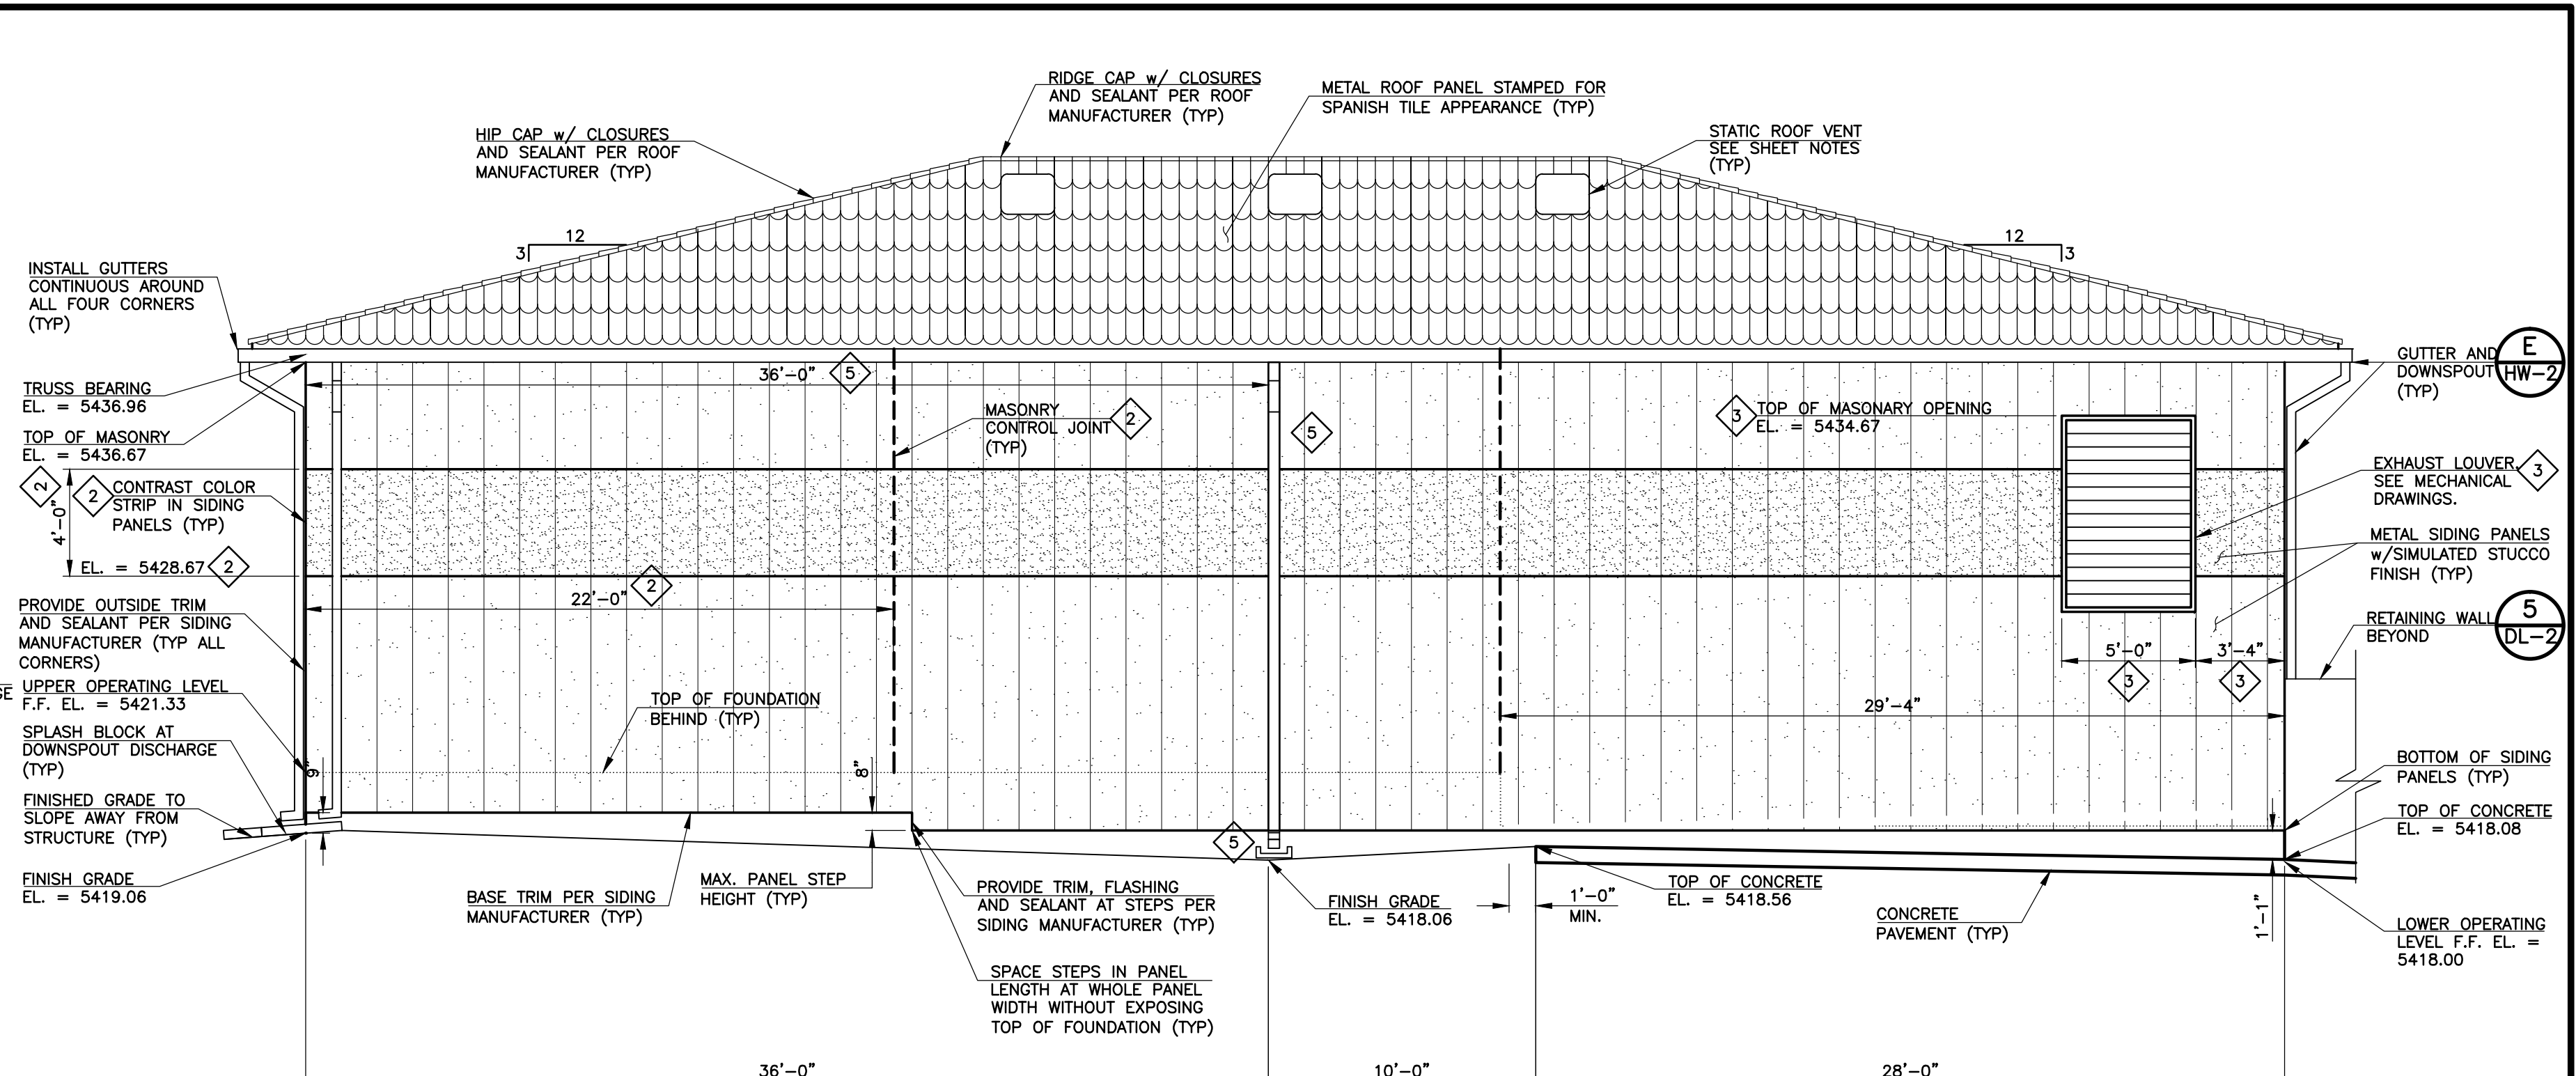 RIDGE CAP w/ CLOSURES
AND SEALANT PER ROOF
MANUFACTURER (TYP)
METAL ROOF PANEL STAMPED FOR
SPANISH TILE APPEARANCE (TYP)
HIP CAP w/ CLOSURES
AND SEALANT PER ROOF
MANUFACTURER (TYP)
STATIC ROOF VENT
SEE SHEET NOTES
(TYP)
12
3
12
3
INSTALL GUTTERS
CONTINUOUS AROUND
ALL FOUR CORNERS
(TYP)
TRUSS BEARING
EL. = 5436.96
TOP OF MASONRY
EL. = 5436.67
2
4'-0"
2
CONTRAST COLOR
STRIP IN SIDING
PANELS (TYP)
EL. = 5428.67
2
PROVIDE OUTSIDE TRIM
AND SEALANT PER SIDING
MANUFACTURER (TYP ALL
CORNERS)
GE
UPPER OPERATING LEVEL
F.F. EL. = 5421.33
SPLASH BLOCK AT
DOWNSPOUT DISCHARGE
(TYP)
FINISHED GRADE TO
SLOPE AWAY FROM
STRUCTURE (TYP)
FINISH GRADE
EL. = 5419.06
36'-0"
5
MASONRY
CONTROL JOINT
(TYP)
2
5
3
TOP OF MASONARY OPENING
EL. = 5434.67
2
22'-0"
TOP OF FOUNDATION
BEHIND (TYP)
9"
8"
GUTTER AND
DOWNSPOUT
(TYP)
E
HW-2
EXHAUST LOUVER,
SEE MECHANICAL
DRAWINGS.
3
METAL SIDING PANELS
w/SIMULATED STUCCO
FINISH (TYP)
RETAINING WALL
BEYOND
5
DL-2
5'-0"
3'-4"
3
3
29'-4"
BOTTOM OF SIDING
PANELS (TYP)
TOP OF CONCRETE
EL. = 5418.08
5
BASE TRIM PER SIDING
MANUFACTURER (TYP)
MAX. PANEL STEP
HEIGHT (TYP)
PROVIDE TRIM, FLASHING
AND SEALANT AT STEPS PER
SIDING MANUFACTURER (TYP)
FINISH GRADE
EL. = 5418.06
1'-0"
MIN.
TOP OF CONCRETE
EL. = 5418.56
CONCRETE
PAVEMENT (TYP)
1'-1"
LOWER OPERATING
LEVEL F.F. EL. =
5418.00
SPACE STEPS IN PANEL
LENGTH AT WHOLE PANEL
WIDTH WITHOUT EXPOSING
TOP OF FOUNDATION (TYP)
36'-0"
10'-0"
28'-0"